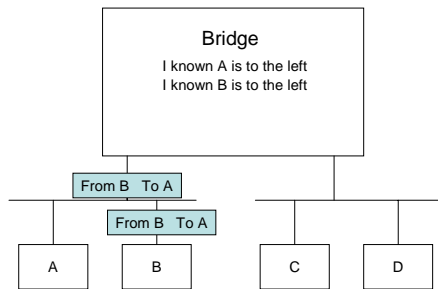 Bridge
I known A is to the left
I known B is to the left
From B To A
From B To A
A
B
C
D